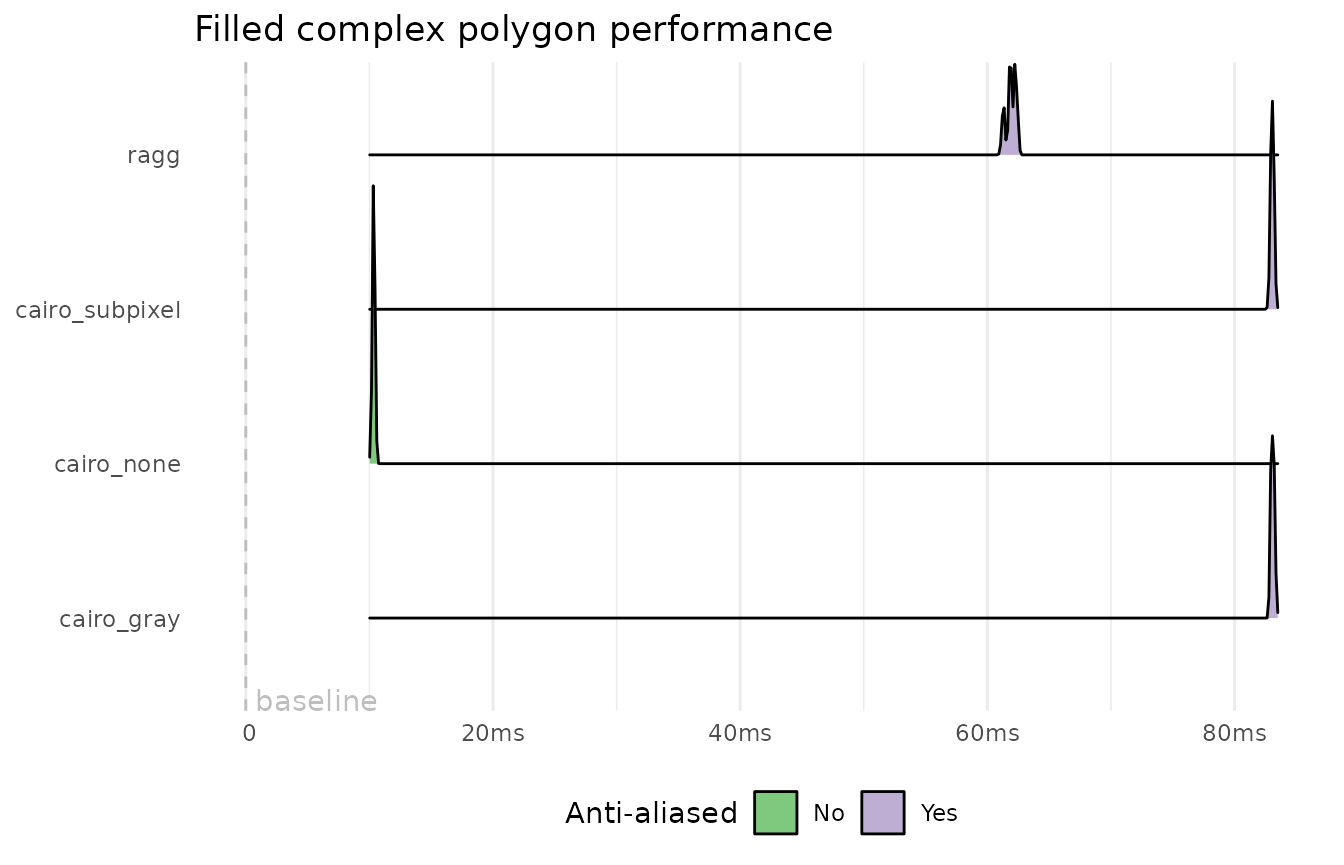 Filled complex polygon performance
ragg
cairo_subpixel
cairo_none
cairo_gray
baseline
0 20ms 40ms 60ms 80ms
Anti-aliased No Yes